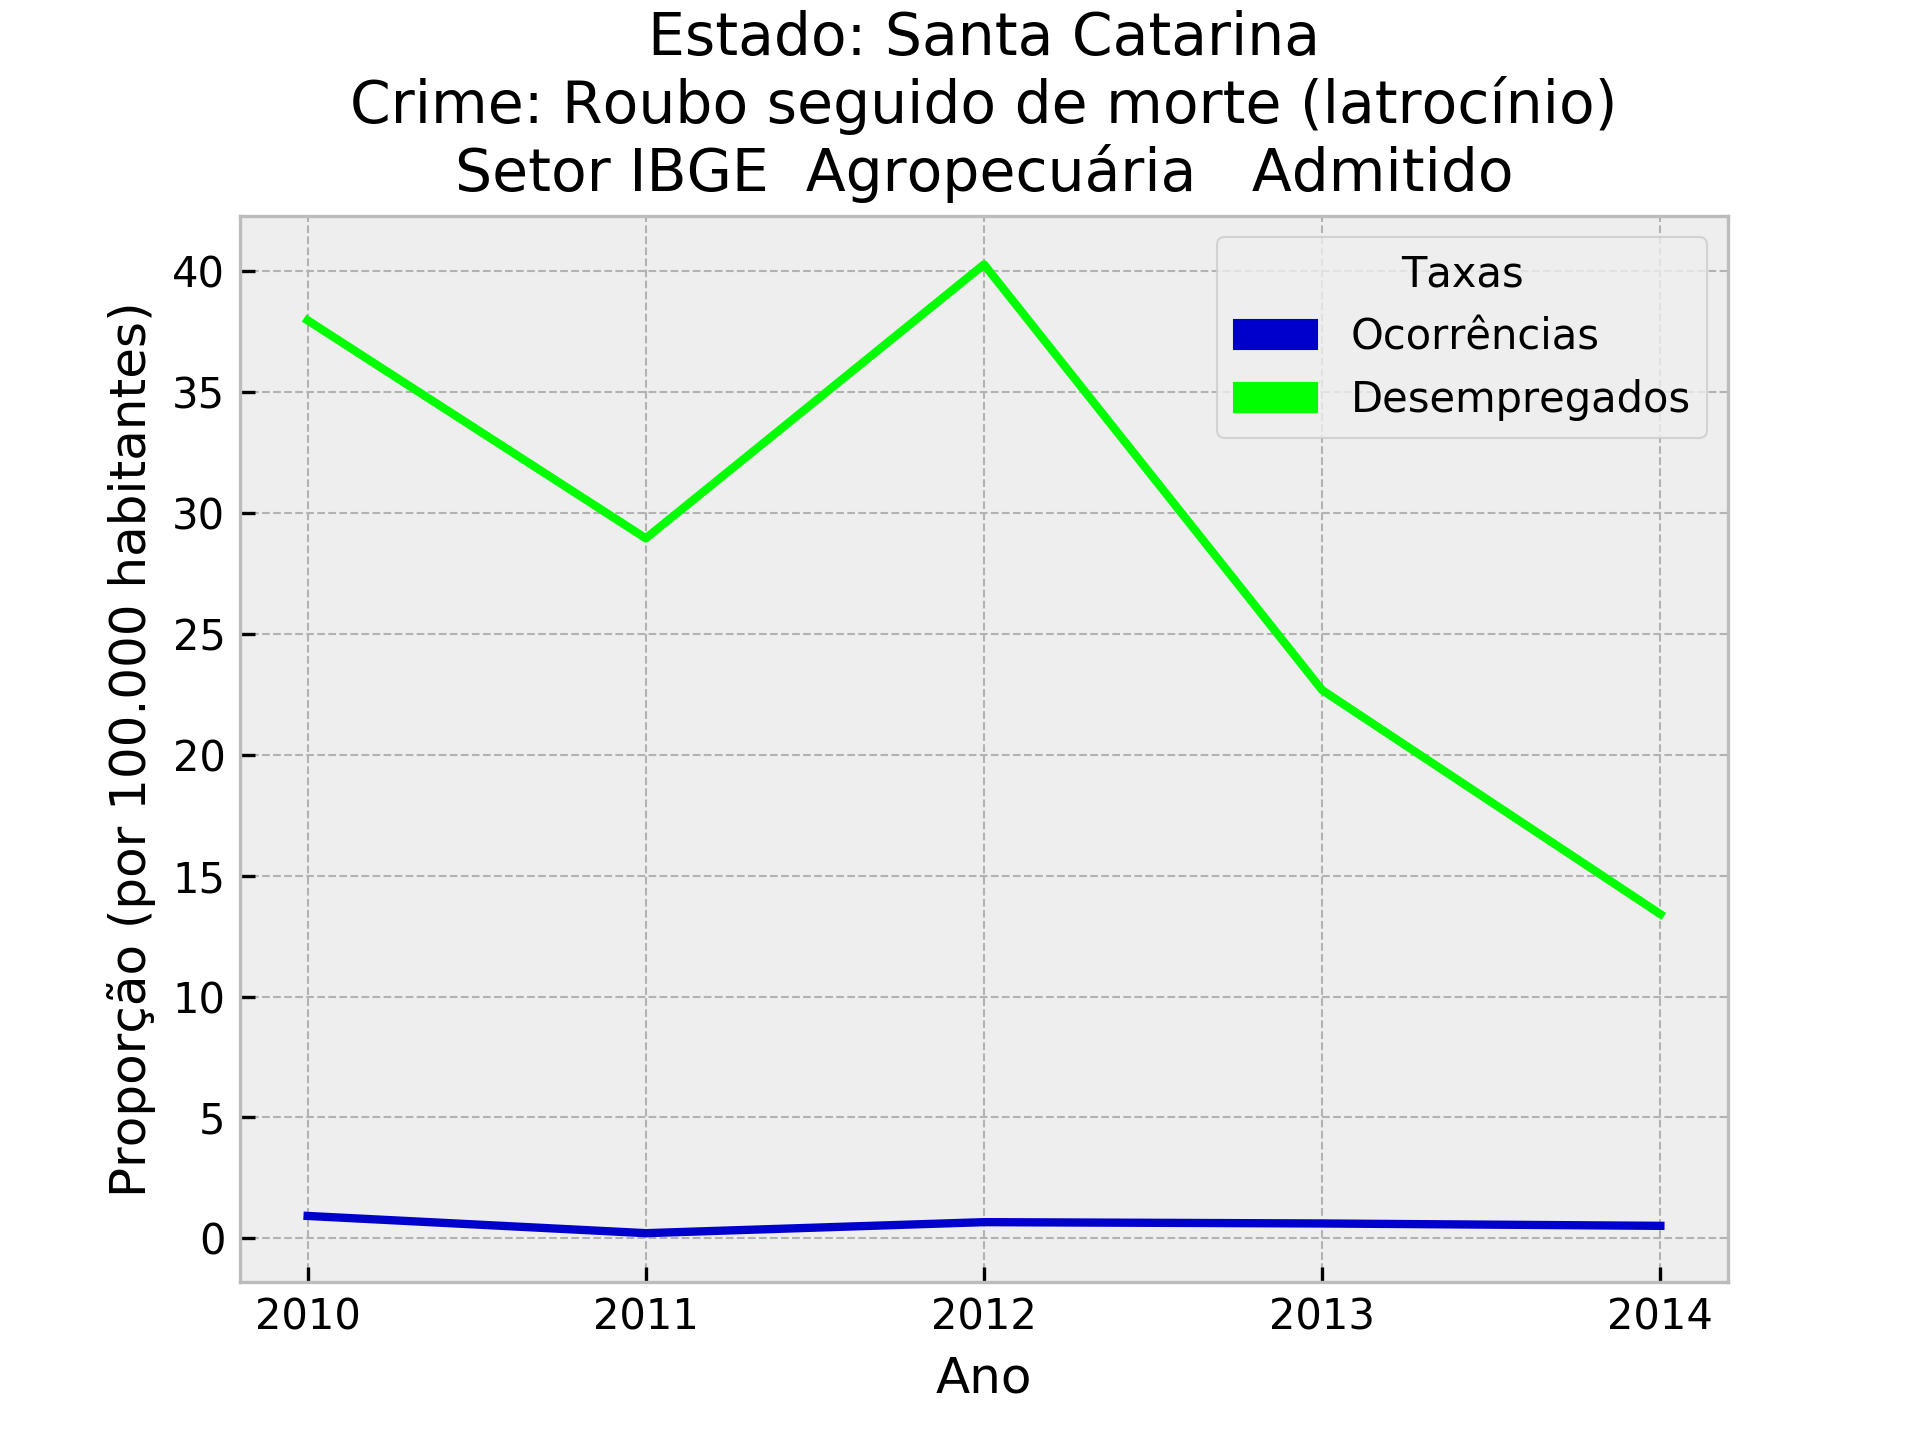 Estado: Santa Catarina
Crime: Roubo seguido de morte (latrocínio)
Setor IBGE  Agropecuária   Admitido
Proporção (por 100.000 habitantes)
40
35
30
25
20
15
10
5
0
Taxas
Ocorrências
Desempregados
2010 2011 2012 2013 2014
Ano